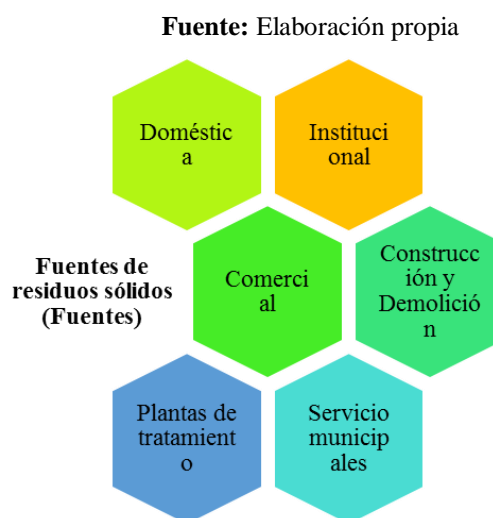 Fuente: Elaboración propia
Doméstic
a
Instituci
onal
Fuentes de
residuos sólidos
(Fuentes)
Comerci
al
Construcc
ión y
Demolició
n
Plantas de
tratamient
o
Servicio
municip
ales